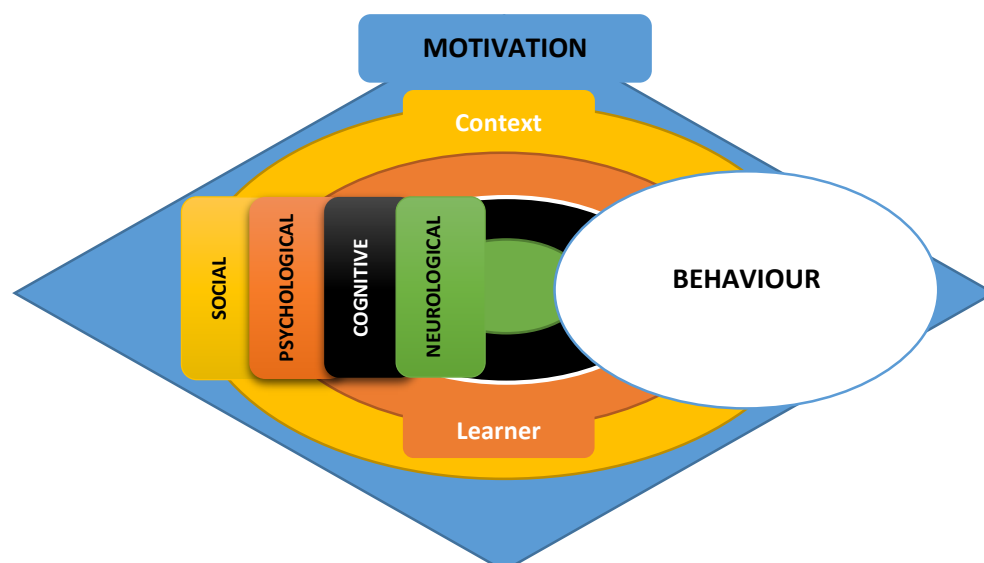 MOTIVATION
Context
SOCIAL
PSYCHOLOGICAL
COGNITIVE
NEUROLOGICAL
BEHAVIOUR
Learner